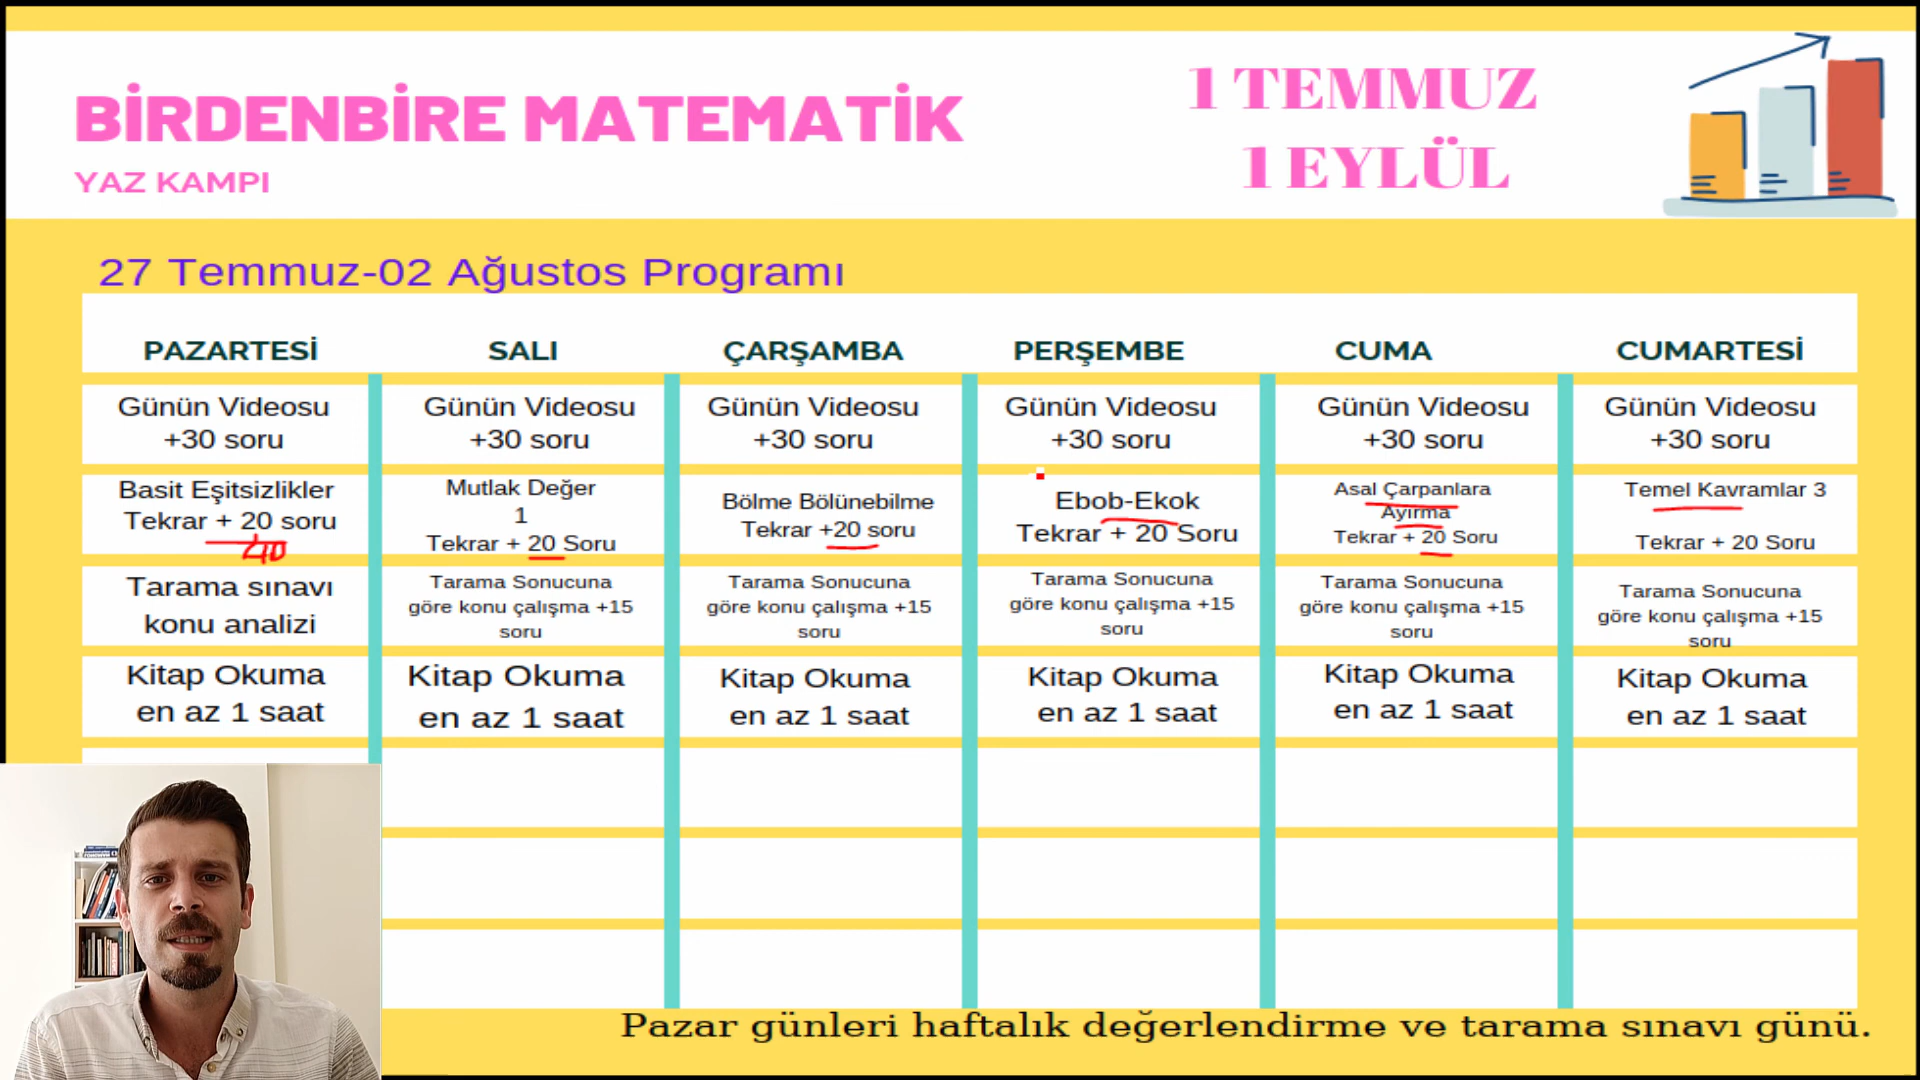 BİRDENBİRE MATEMATİK
YAZ KAMPI
1 TEMMUZ
1 EYLÜL
27 Temmuz-02 Ağustos Programı
PAZARTESİ
SALI
ÇARŞAMBA
PERŞEMBE
CUMA
CUMARTESİ
Günün Videosu
+30 soru
Günün Videosu
+30 soru
Günün Videosu
+30 soru
Günün Videosu
+30 soru
Günün Videosu
+30 soru
Günün Videosu
+30 soru
Basit Eşitsizlikler
Tekrar + 20 soru
40
Mutlak Değer
1
Tekrar + 20 Soru
Bölme Bölünebilme
Tekrar +20 soru
Ebob-Ekok
Tekrar + 20 Soru
Asal Çarpanlara
Ayırma
Tekrar + 20 Soru
Temel Kavramlar 3
Tekrar + 20 Soru
Tarama sınavı
konu analizi
Tarama Sonucuna
göre konu çalışma +15
soru
Tarama Sonucuna
göre konu çalışma +15
soru
Tarama Sonucuna
göre konu çalışma +15
soru
Tarama Sonucuna
göre konu çalışma +15
soru
Tarama Sonucuna
göre konu çalışma +15
soru
Kitap Okuma
en az 1 saat
Kitap Okuma
en az 1 saat
Kitap Okuma
en az 1 saat
Kitap Okuma
en az 1 saat
Kitap Okuma
en az 1 saat
Kitap Okuma
en az 1 saat
Pazar günleri haftalık değerlendirme ve tarama sınavı günü.